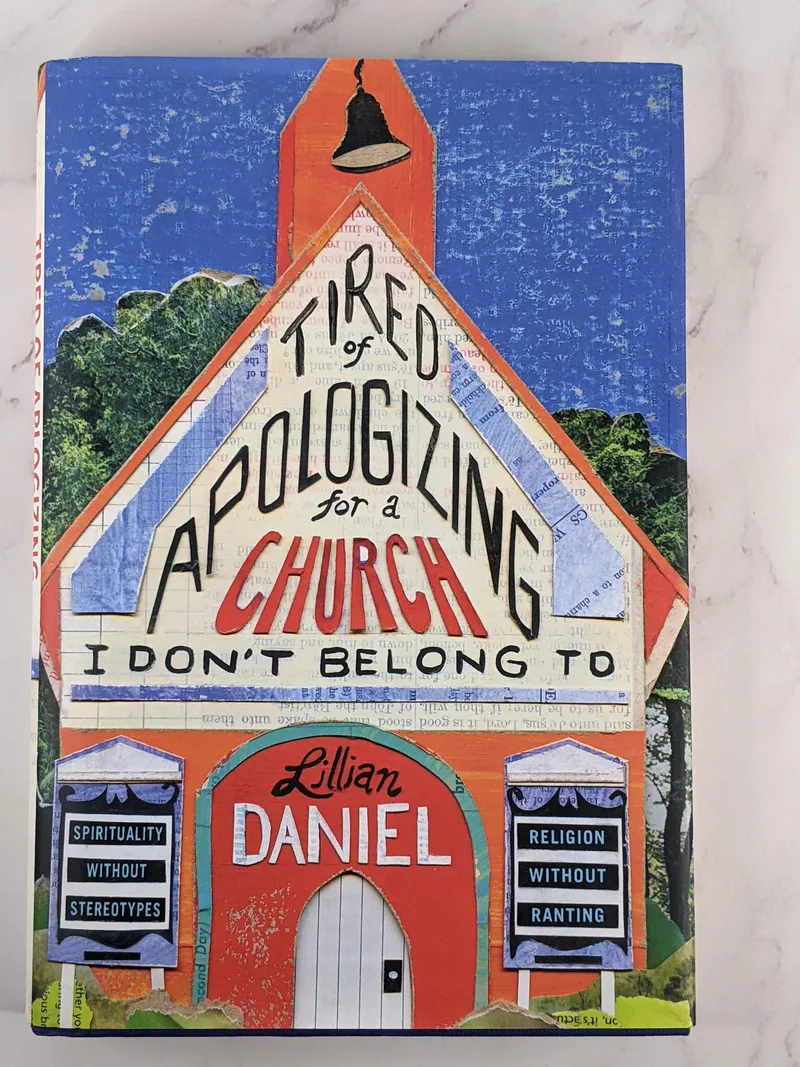 TIRED
of
APOLOGIZING
for a
CHURCH
I DON'T BELONG TO
Lillian
DANIEL
SPIRITUALITY
WITHOUT
STEREOTYPES
RELIGION
WITHOUT
RANTING
TIRED OF APOLOGIZING